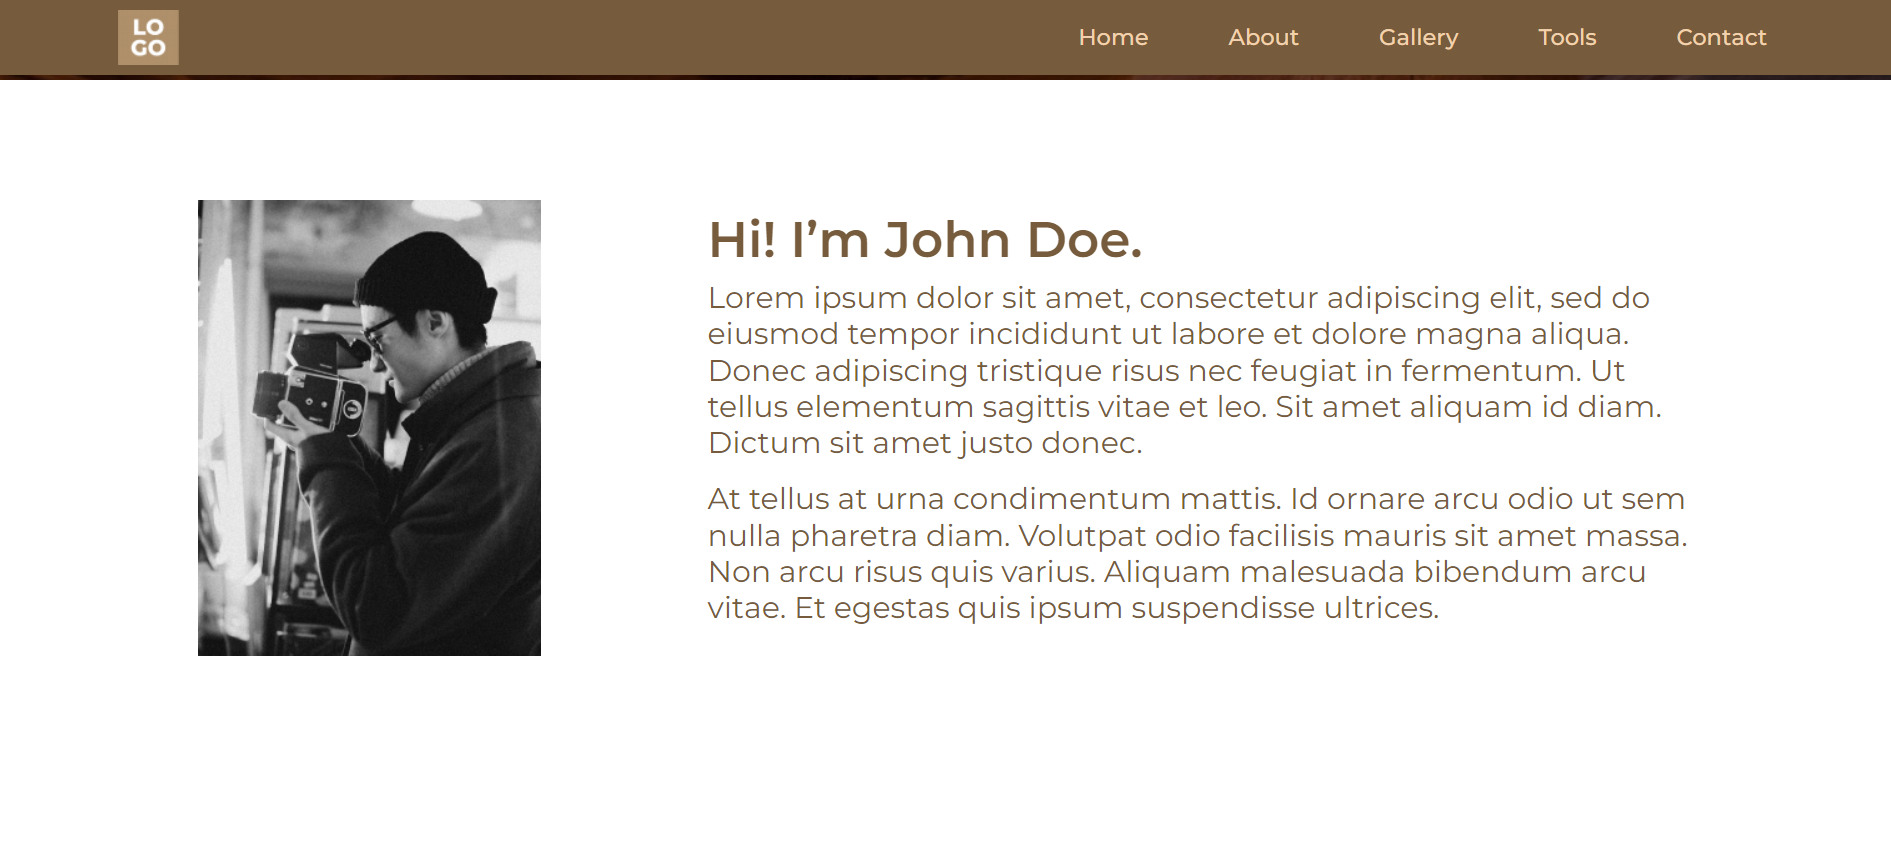 LO
GO
Home About Gallery Tools Contact
Hi! I’m John Doe.
Lorem ipsum dolor sit amet, consectetur adipiscing elit, sed do
eiusmod tempor incididunt ut labore et dolore magna aliqua.
Donec adipiscing tristique risus nec feugiat in fermentum. Ut
tellus elementum sagittis vitae et leo. Sit amet aliquam id diam.
Dictum sit amet justo donec.
At tellus at urna condimentum mattis. Id ornare arcu odio ut sem
nulla pharetra diam. Volutpat odio facilisis mauris sit amet massa.
Non arcu risus quis varius. Aliquam malesuada bibendum arcu
vitae. Et egestas quis ipsum suspendisse ultrices.